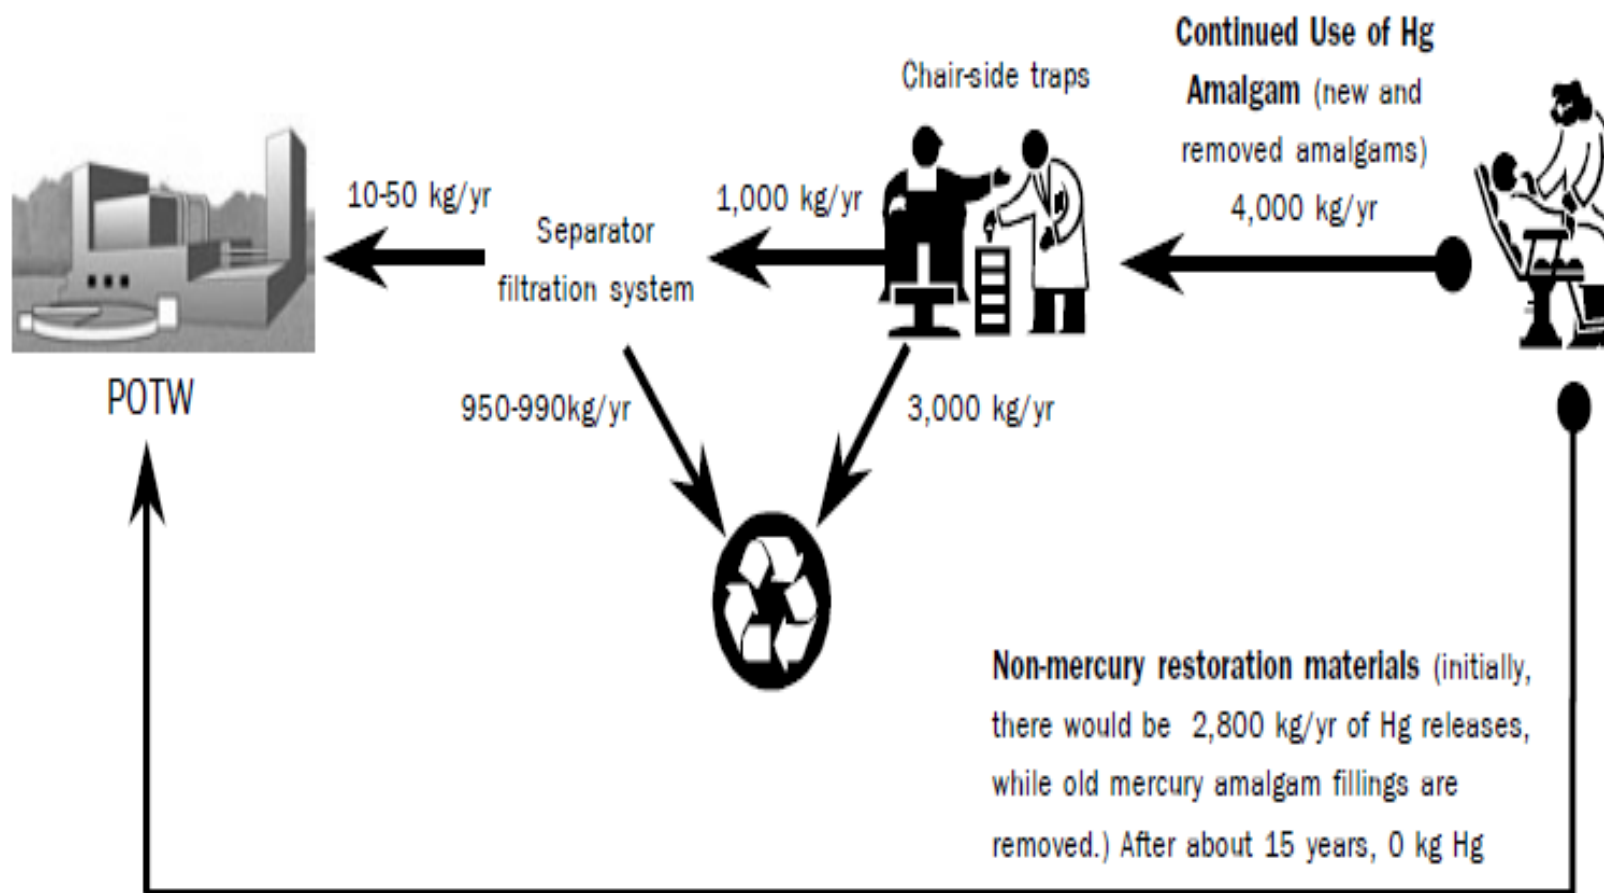 Continued Use of Hg
Amalgam (new and
removed amalgams)
4,000 kg/yr
Chair-side traps
1,000 kg/yr
10-50 kg/yr
Separator
filtration system
POTW
950-990kg/yr
3,000 kg/yr
Non-mercury restoration materials (initially,
there would be 2,800 kg/yr of Hg releases,
while old mercury amalgam fillings are
removed.) After about 15 years, 0 kg Hg